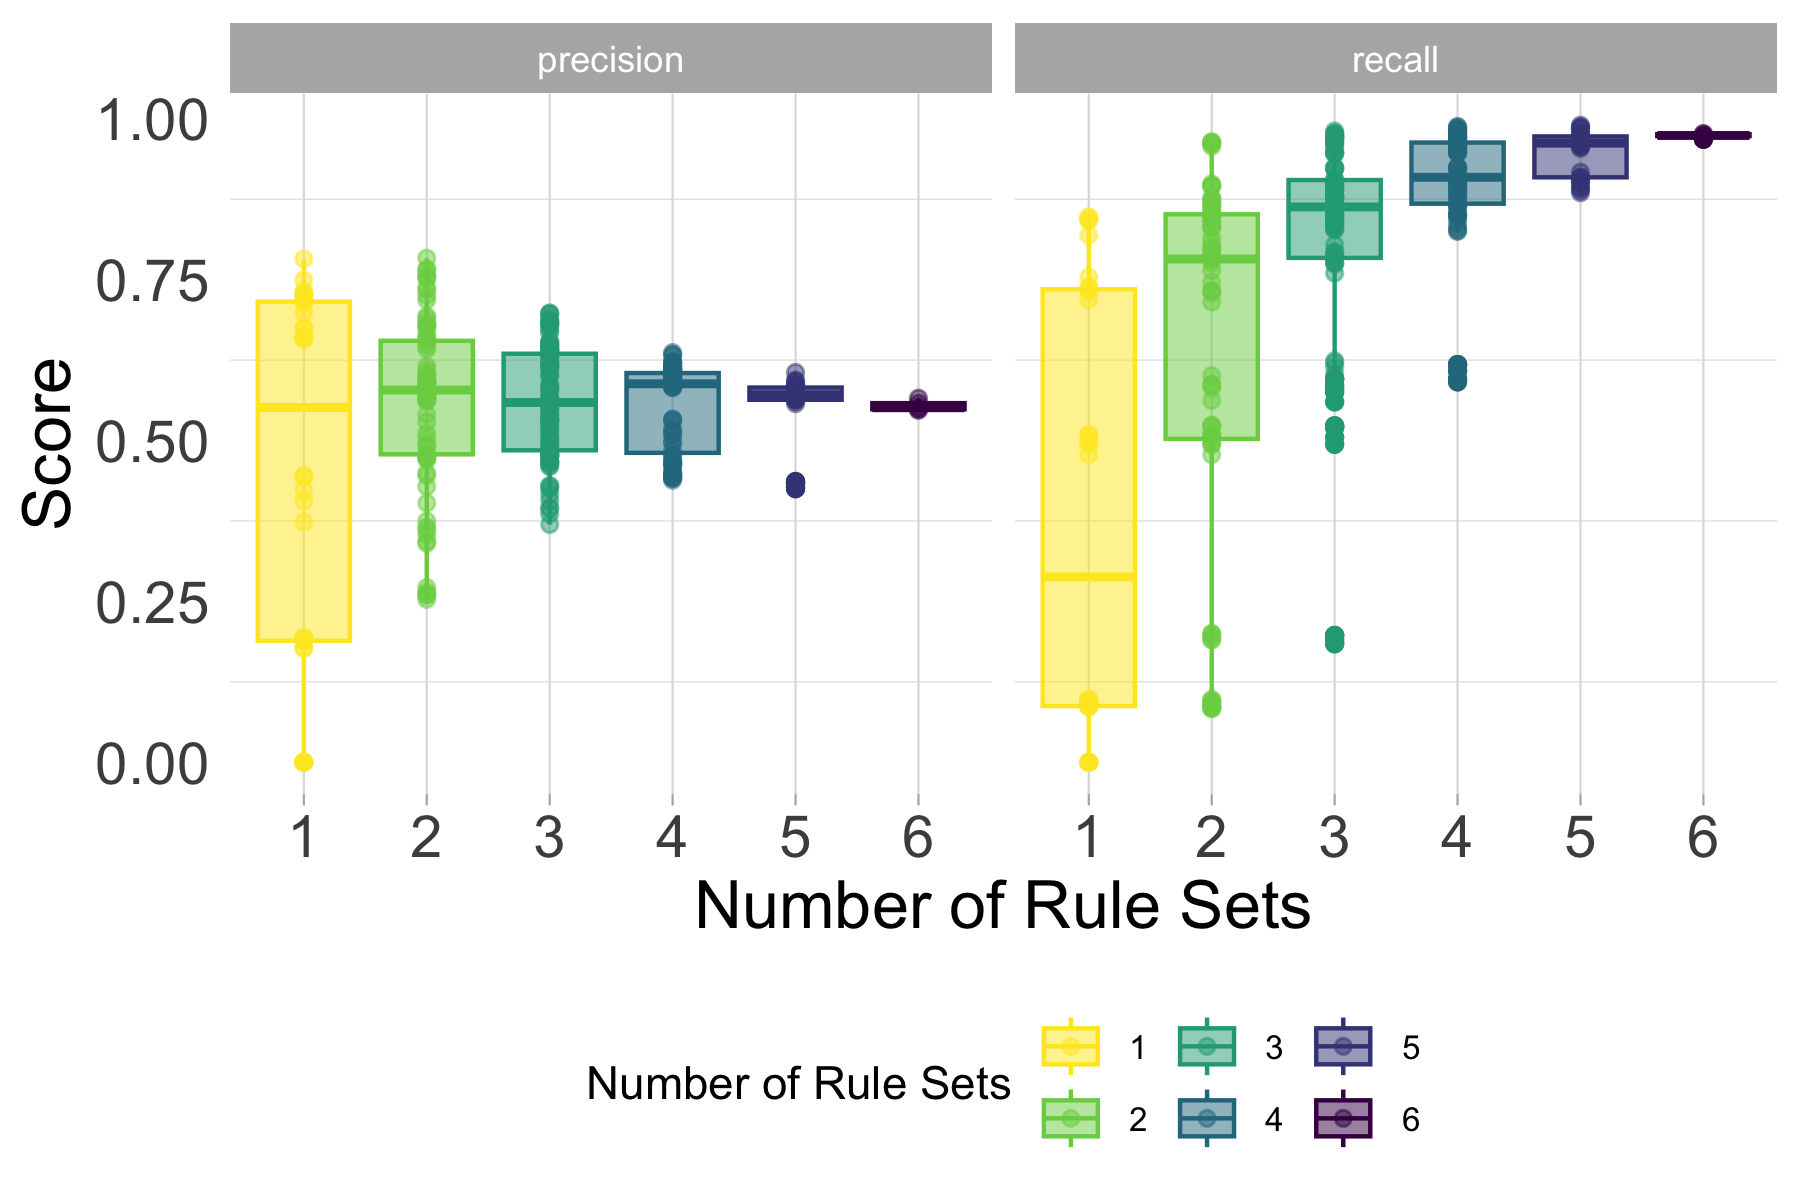 precision
recall
1.00
0.75
0.50
0.25
0.00
Score
1 2 3 4 5 6
1 2 3 4 5 6
Number of Rule Sets
Number of Rule Sets
1 3 5
2 4 6